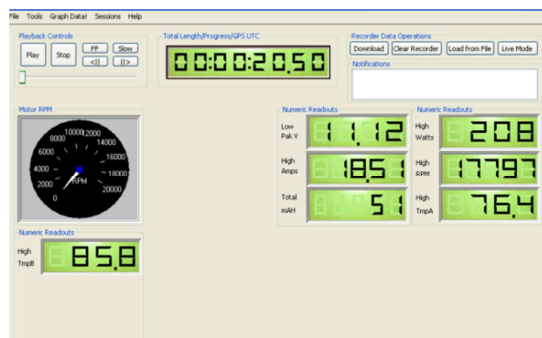 File Tools Graph Data! Sessions Help
Playback Controls
Play Stop FF Slow
<|| ||>
Total Length/Progress/GPS UTC
00:00:20.50
Recorder Data Operations
Download Clear Recorder Load from File Live Mode
Notifications
Motor RPM
0 2000 4000 6000 8000 10000 12000 14000 16000 18000 20000
RPM
Numeric Readouts
Low Pak V 11.12
High Amps 18.51
Total mAH 51
Numeric Readouts
High Watts 208
High RPM 17797
High TmpA 76.4
Numeric Readouts
High TmpB 85.8